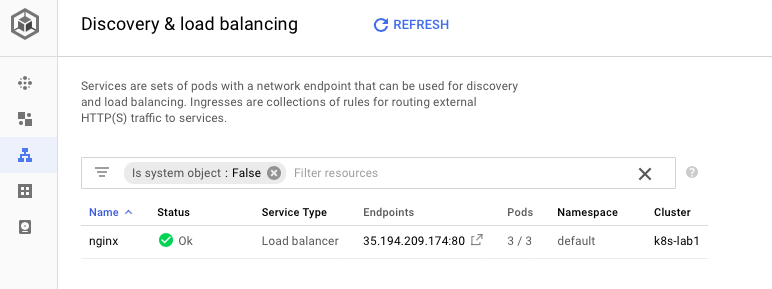 Discovery & load balancing REFRESH
Services are sets of pods with a network endpoint that can be used for discovery
and load balancing. Ingresses are collections of rules for routing external
HTTP(S) traffic to services.
Is system object : False Filter resources
Name Status Service Type Endpoints Pods Namespace Cluster
nginx Ok Load balancer 35.194.209.174:80 3 / 3 default k8s-lab1